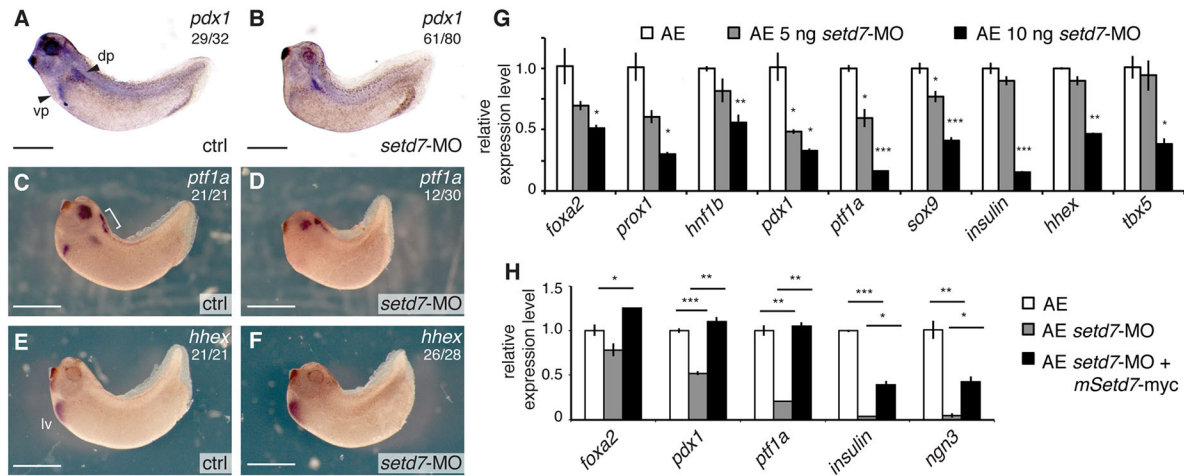 A
pdx1
29/32
dp
vp
ctrl
B
pdx1
61/80
setd7-MO
C
ptf1a
21/21
ctrl
D
ptf1a
12/30
setd7-MO
E
hhex
21/21
lv
ctrl
F
hhex
26/28
setd7-MO
G
AE
AE 5 ng setd7-MO
AE 10 ng setd7-MO
relative
expression level
1.0
0.5
0
* * ** * * * *** * *** *** ** *
foxa2
prox1
hnf1b
pdx1
ptf1a
sox9
insulin
hhex
tbx5
H
relative
expression level
1.5
1.0
0.5
0
* ** *** ** ** *** * ** *
foxa2
pdx1
ptf1a
insulin
ngn3
AE
AE setd7-MO
AE setd7-MO +
mSetd7-myc